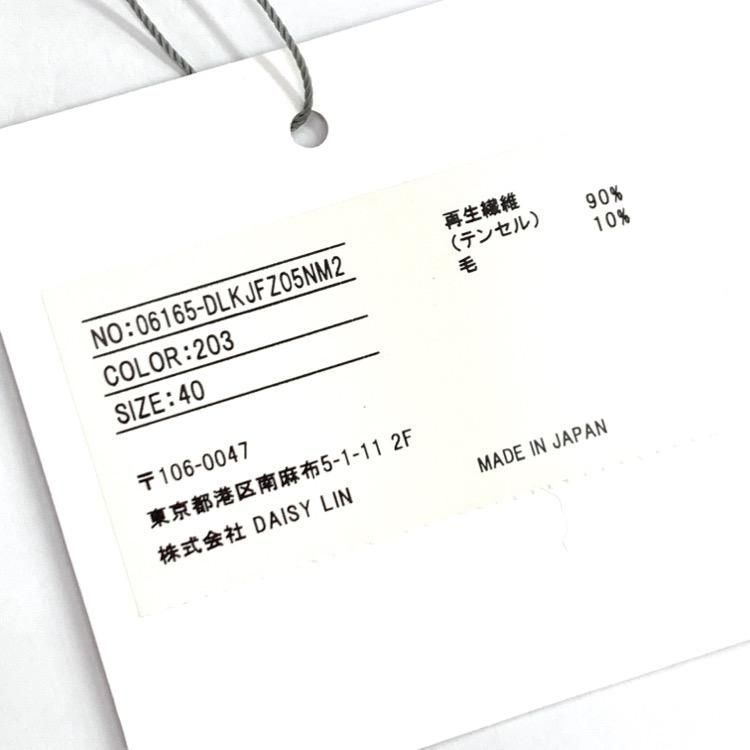 NO:06165-DLKJFZ05NM2
COLOR:203
SIZE:40
再生繊維 90%
(テンセル) 10%
毛
〒106-0047
東京都港区南麻布5-1-11 2F
株式会社 DAISY LIN
MADE IN JAPAN